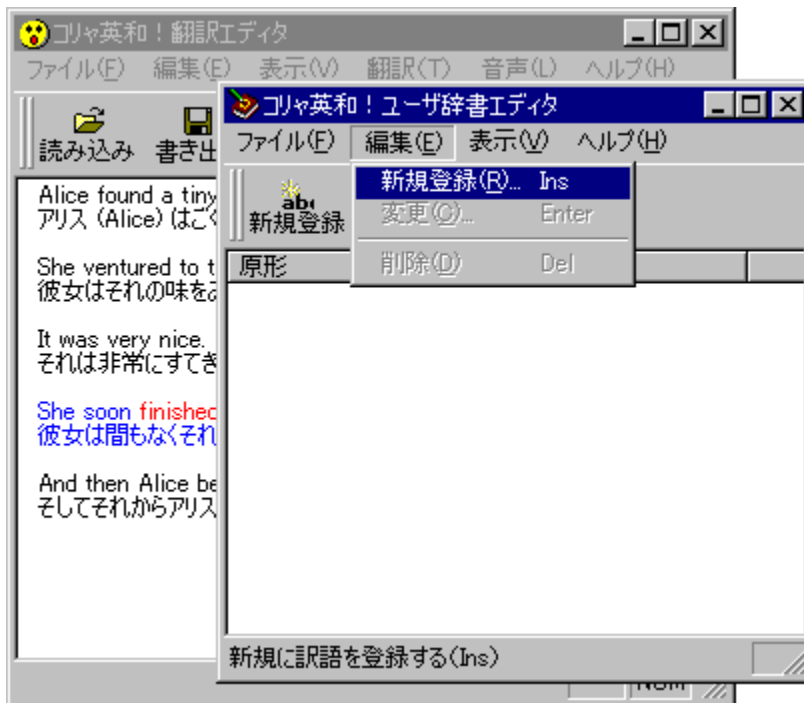 コリャ英和！翻訳エディタ
ファイル(F) 編集(E) 表示(V) 翻訳(T) 音声(L) ヘルプ(H)
読み込み 書き出
Alice found a tiny
アリス (Alice) はごく
She ventured to t
彼女はそれの味をみ
It was very nice.
それは非常にすてき
She soon finished
彼女は間もなくそれ
And then Alice be
そしてそれからアリス
NUM
コリャ英和！ユーザ辞書エディタ
ファイル(F) 編集(E) 表示(V) ヘルプ(H)
新規登録
新規登録(R)... Ins
変更(C)... Enter
削除(D) Del
原形
新規に訳語を登録する(Ins)